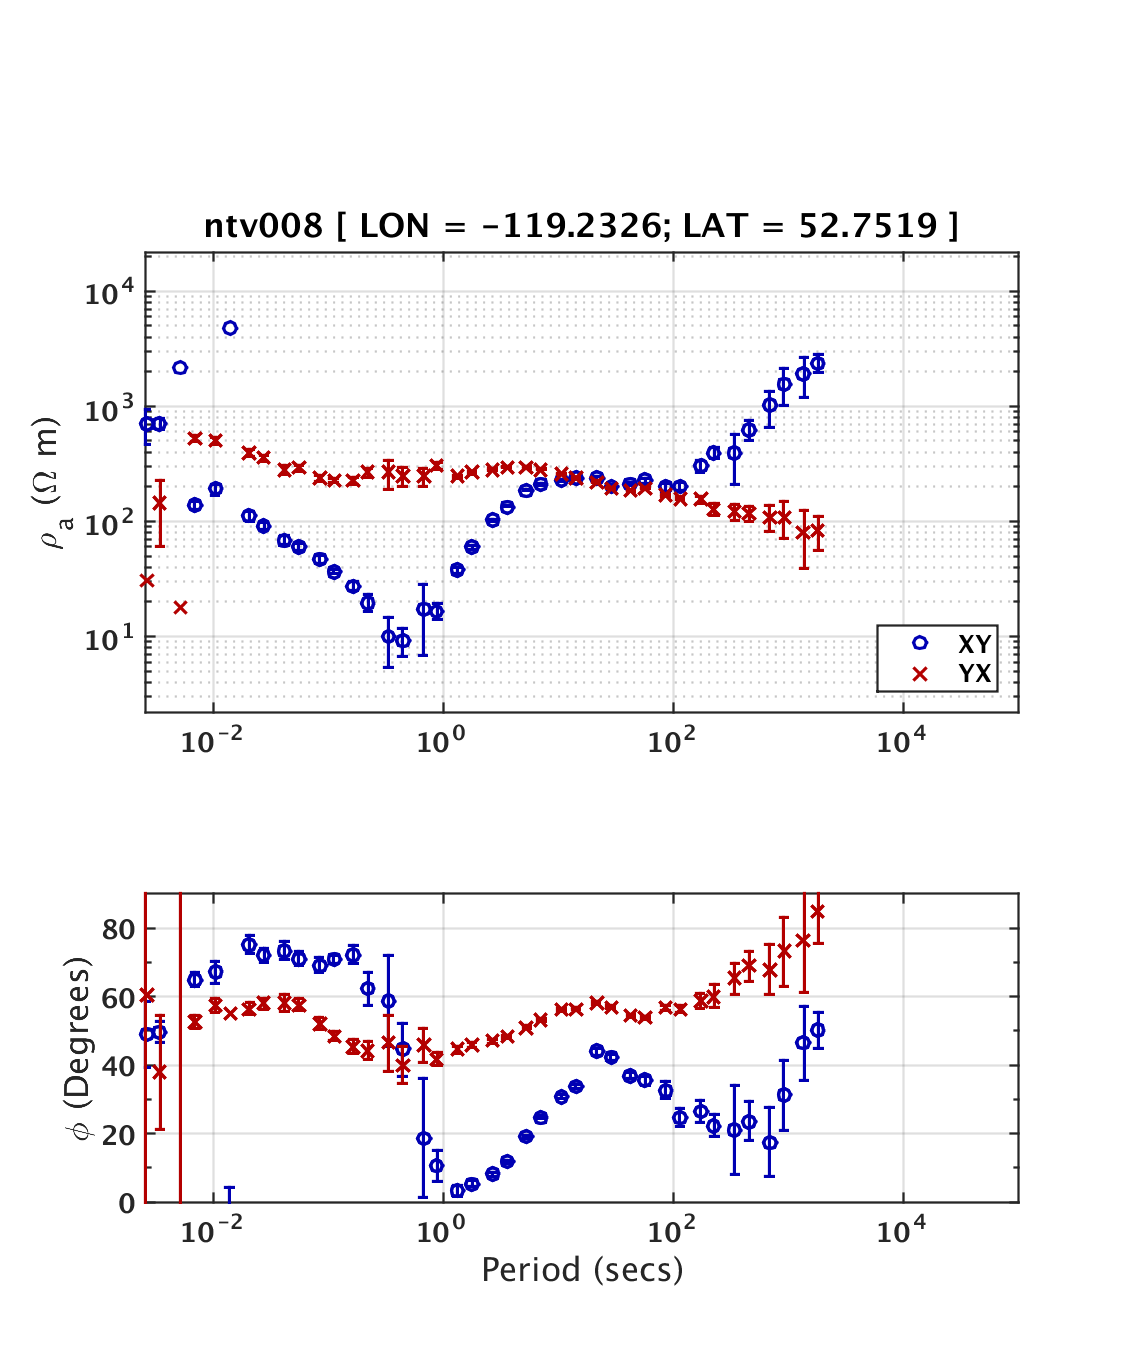 ntv008 [ LON = -119.2326; LAT = 52.7519 ]
ρa (Ω m)
10^4
10^3
10^2
10^1
XY
YX
10^-2 10^0 10^2 10^4
ϕ (Degrees)
80
60
40
20
0
10^-2 10^0 10^2 10^4
Period (secs)